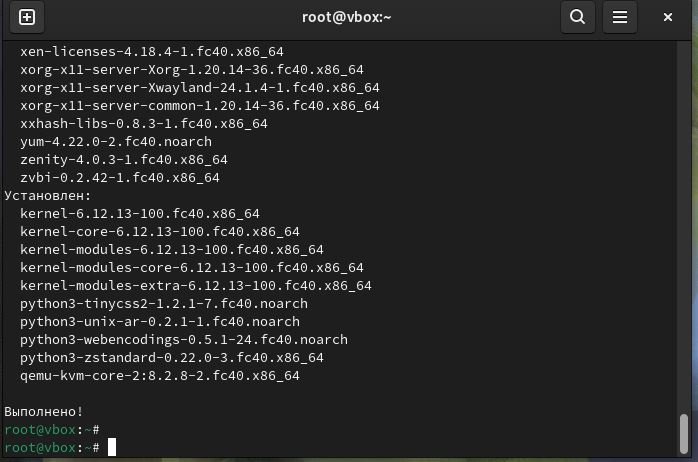 root@vbox:~
xen-licenses-4.18.4-1.fc40.x86_64
xorg-x11-server-Xorg-1.20.14-36.fc40.x86_64
xorg-x11-server-Xwayland-24.1.4-1.fc40.x86_64
xorg-x11-server-common-1.20.14-36.fc40.x86_64
xxhash-libs-0.8.3-1.fc40.x86_64
yum-4.22.0-2.fc40.noarch
zenity-4.0.3-1.fc40.x86_64
zvbi-0.2.42-1.fc40.x86_64
Установлен:
kernel-6.12.13-100.fc40.x86_64
kernel-core-6.12.13-100.fc40.x86_64
kernel-modules-6.12.13-100.fc40.x86_64
kernel-modules-core-6.12.13-100.fc40.x86_64
kernel-modules-extra-6.12.13-100.fc40.x86_64
python3-tinycss2-1.2.1-7.fc40.noarch
python3-unix-ar-0.2.1-1.fc40.noarch
python3-webencodings-0.5.1-24.fc40.noarch
python3-zstandard-0.22.0-3.fc40.x86_64
qemu-kvm-core-2:8.2.8-2.fc40.x86_64
Выполнено!
root@vbox:~#
root@vbox:~#